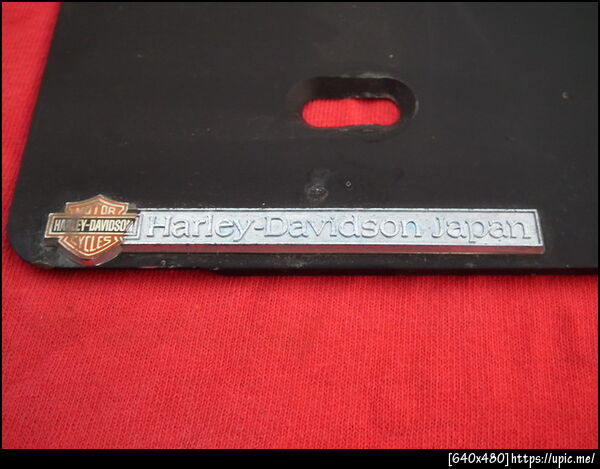 MOTOR
HARLEY-DAVIDSON
CYCLES
Harley-Davidson Japan
[640x480]https://upic.me/